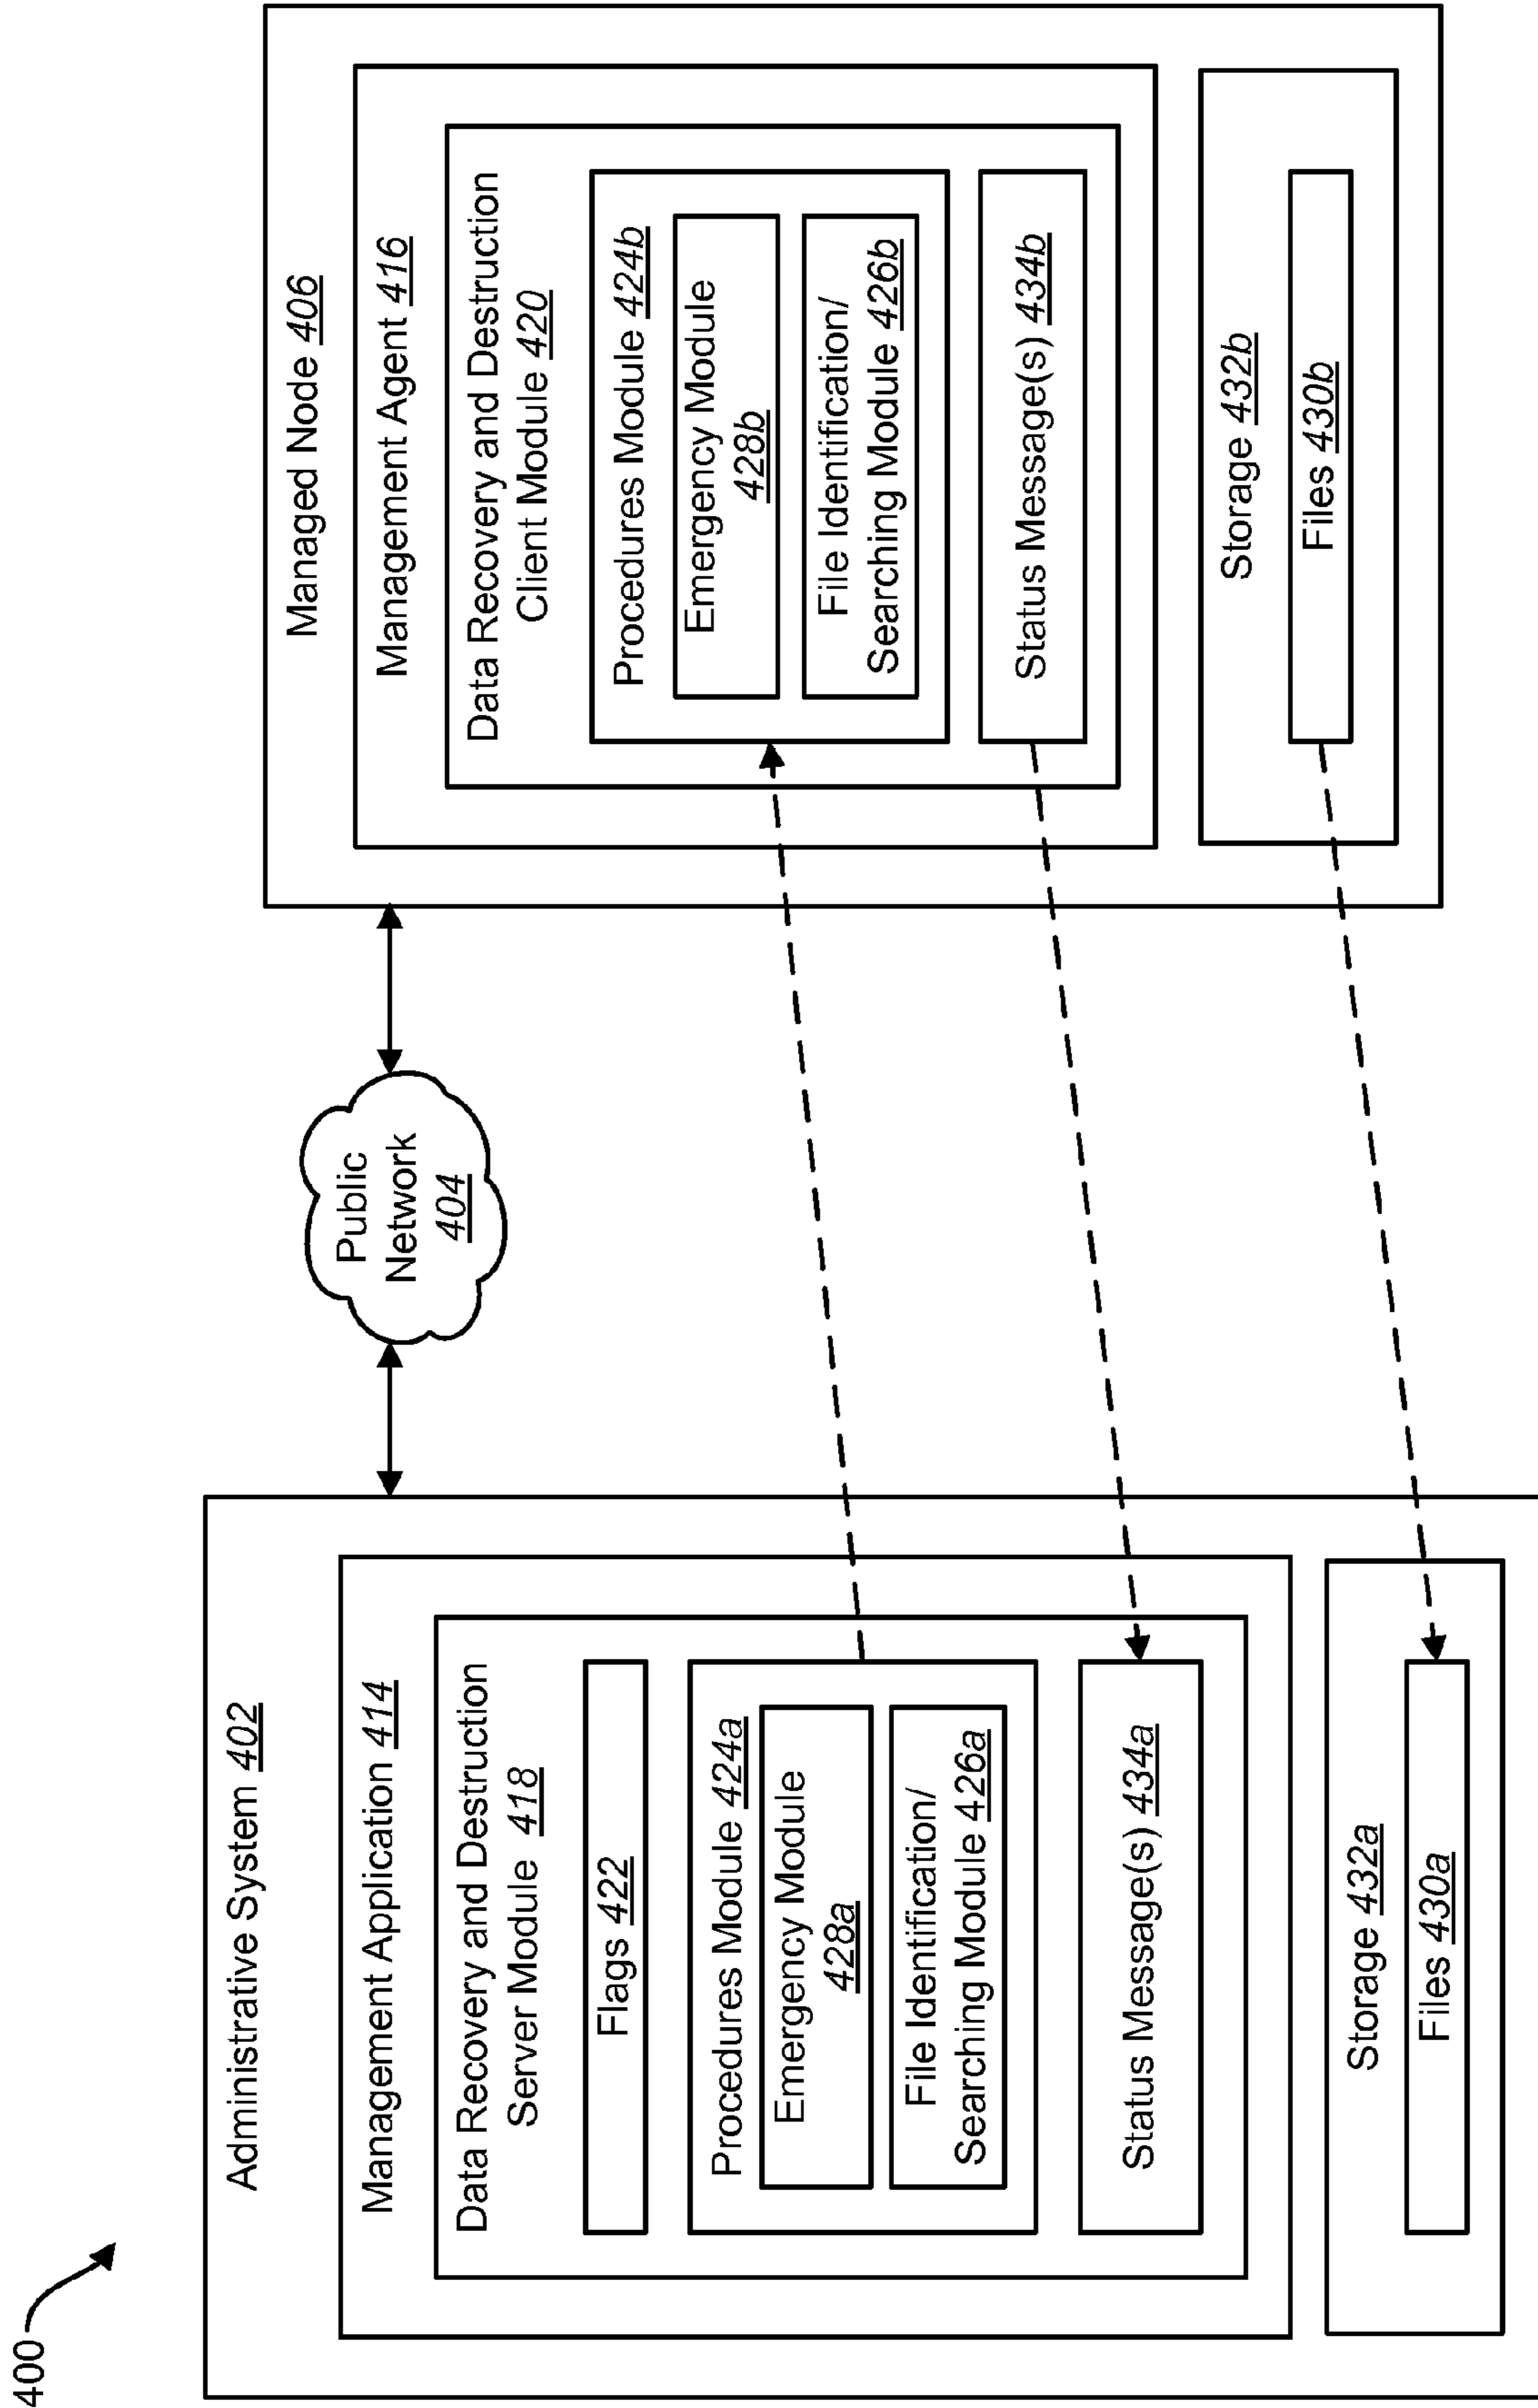 400
Administrative System 402
Management Application 414
Data Recovery and Destruction
Server Module 418
Flags 422
Procedures Module 424a
Emergency Module
428a
File Identification/
Searching Module 426a
Status Message(s) 434a
Storage 432a
Files 430a
Public
Network
404
Managed Node 406
Management Agent 416
Data Recovery and Destruction
Client Module 420
Procedures Module 424b
Emergency Module
428b
File Identification/
Searching Module 426b
Status Message(s) 434b
Storage 432b
Files 430b